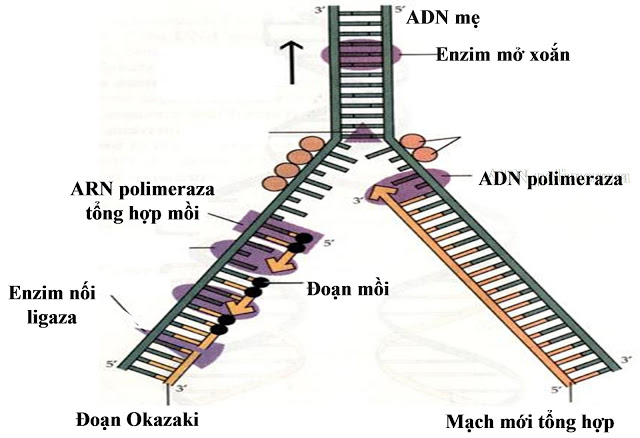 3' 5' ADN mẹ
Enzim mở xoắn
ADN polimeraza
3'
ARN polimeraza
tổng hợp mồi
5'
Đoạn mồi
Enzim nối
ligaza
5' 3'
3' 5'
Đoạn Okazaki
Mạch mới tổng hợp